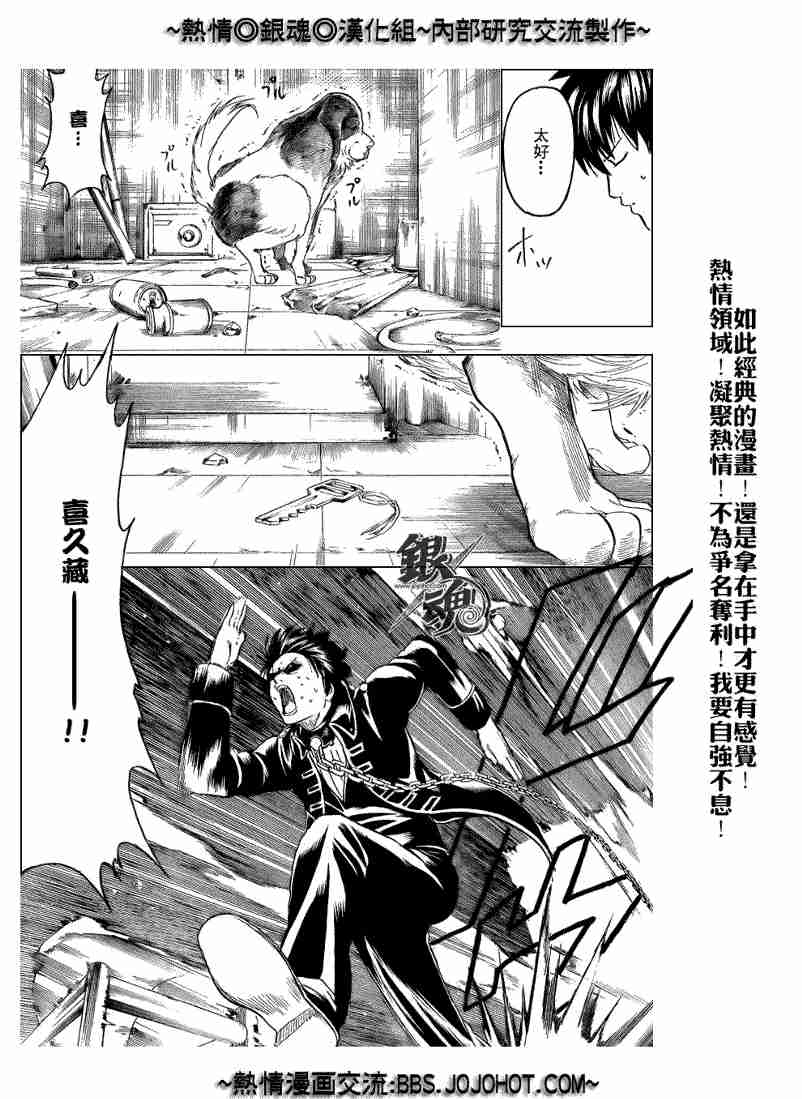 ~熱情◎銀魂◎漢化組~內部研究交流製作~
太好…
ホッ
プル
プル
プル
喜…
喜久藏——!!
銀魂
如此經典的漫畫！還是拿在手中才更有感覺！
熱情領域！凝聚熱情！不為爭名奪利！我要自強不息！
~熱情漫画交流:BBS.JOJOHOT.COM~